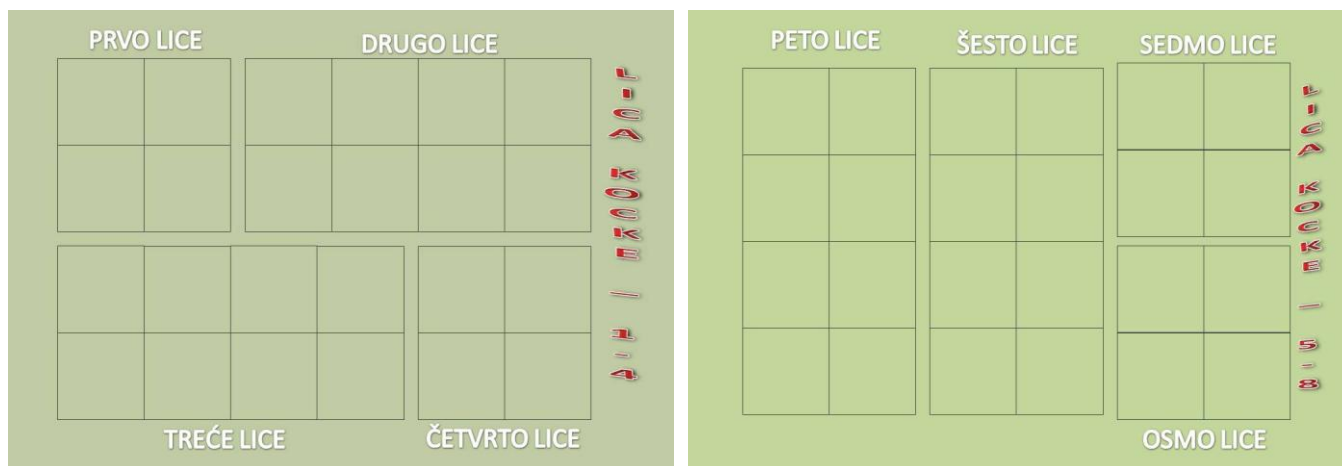 PRVO LICE
DRUGO LICE
TREĆE LICE
ČETVRTO LICE
LICA KOCKE / 1-4
PETO LICE
ŠESTO LICE
SEDMO LICE
OSMO LICE
LICA KOCKE / 5-8